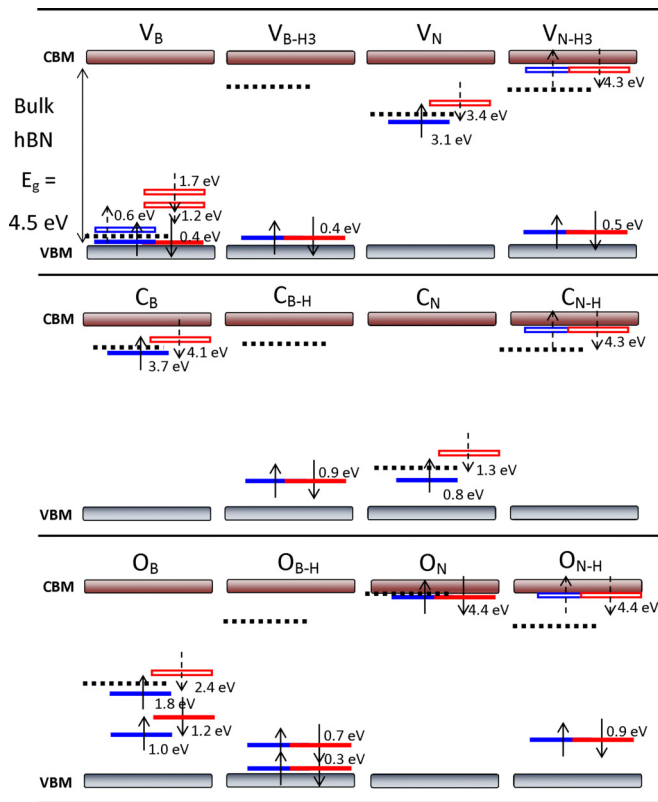 V_B V_B-H3 V_N V_N-H3
CBM
4.3 eV
Bulk
hBN
3.4 eV
3.1 eV
E_g =
1.7 eV
0.6 eV 1.2 eV
4.5 eV
0.4 eV 0.4 eV 0.5 eV
VBM
C_B C_B-H C_N C_N-H
CBM
4.1 eV 4.3 eV
3.7 eV
0.9 eV 1.3 eV
0.8 eV
VBM
O_B O_B-H O_N O_N-H
CBM
4.4 eV 4.4 eV
2.4 eV
1.8 eV
1.2 eV 0.7 eV 0.9 eV
1.0 eV 0.3 eV
VBM